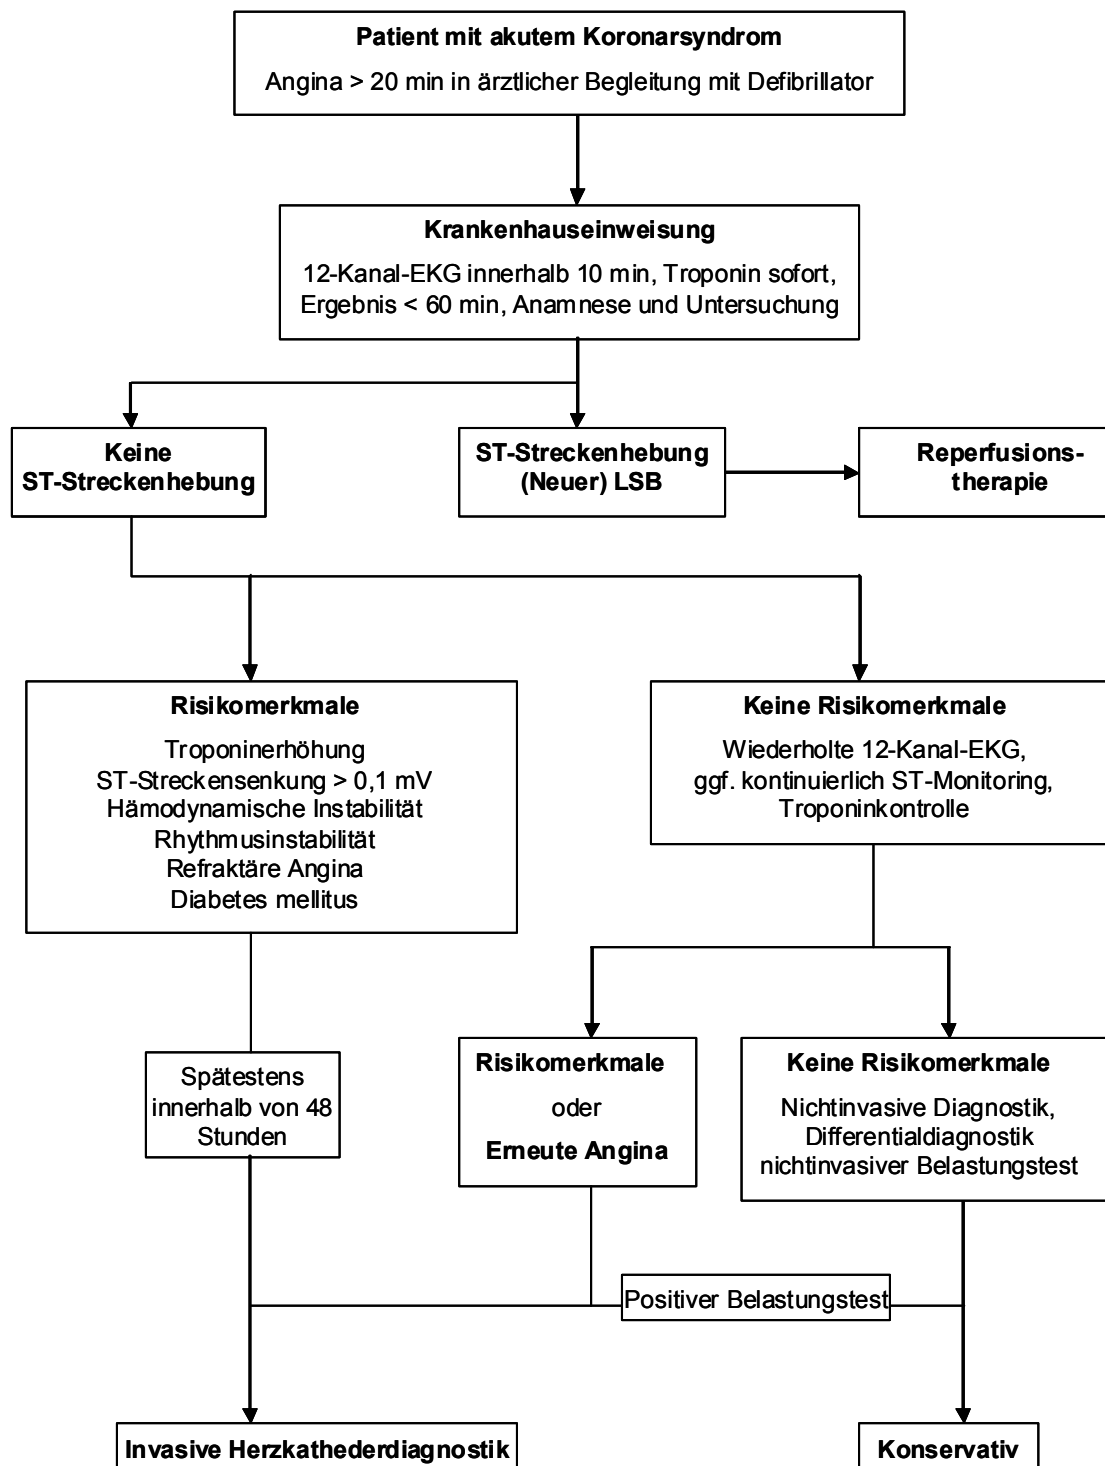 Patient mit akutem Koronarsyndrom
Angina > 20 min in ärztlicher Begleitung mit Defibrillator
Krankenhauseinweisung
12-Kanal-EKG innerhalb 10 min, Troponin sofort,
Ergebnis < 60 min, Anamnese und Untersuchung
Keine
ST-Streckenhebung
ST-Streckenhebung
(Neuer) LSB
Reperfusions-
therapie
Risikomerkmale
Troponinerhöhung
ST-Streckensenkung > 0,1 mV
Hämodynamische Instabilität
Rhythmusinstabilität
Refraktäre Angina
Diabetes mellitus
Keine Risikomerkmale
Wiederholte 12-Kanal-EKG,
ggf. kontinuierlich ST-Monitoring,
Troponinkontrolle
Spätestens
innerhalb von 48
Stunden
Risikomerkmale
oder
Erneute Angina
Keine Risikomerkmale
Nichtinvasive Diagnostik,
Differentialdiagnostik
nichtinvasiver Belastungstest
Positiver Belastungstest
Invasive Herzkathederdiagnostik
Konservativ